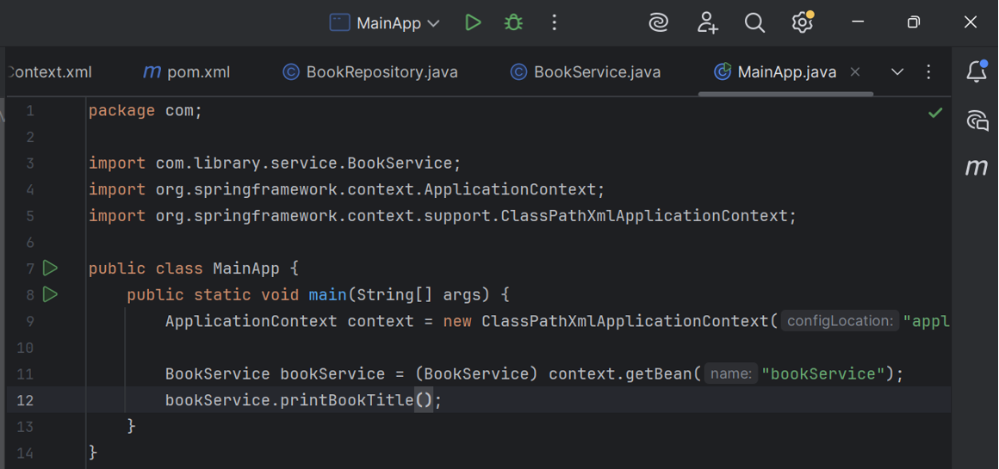 MainApp
Context.xml
m pom.xml
BookRepository.java
BookService.java
MainApp.java
1 package com;
2
3 import com.library.service.BookService;
4 import org.springframework.context.ApplicationContext;
5 import org.springframework.context.support.ClassPathXmlApplicationContext;
6
7 public class MainApp {
8 public static void main(String[] args) {
9 ApplicationContext context = new ClassPathXmlApplicationContext( configLocation: "appl
10
11 BookService bookService = (BookService) context.getBean( name: "bookService");
12 bookService.printBookTitle();
13 }
14 }
m